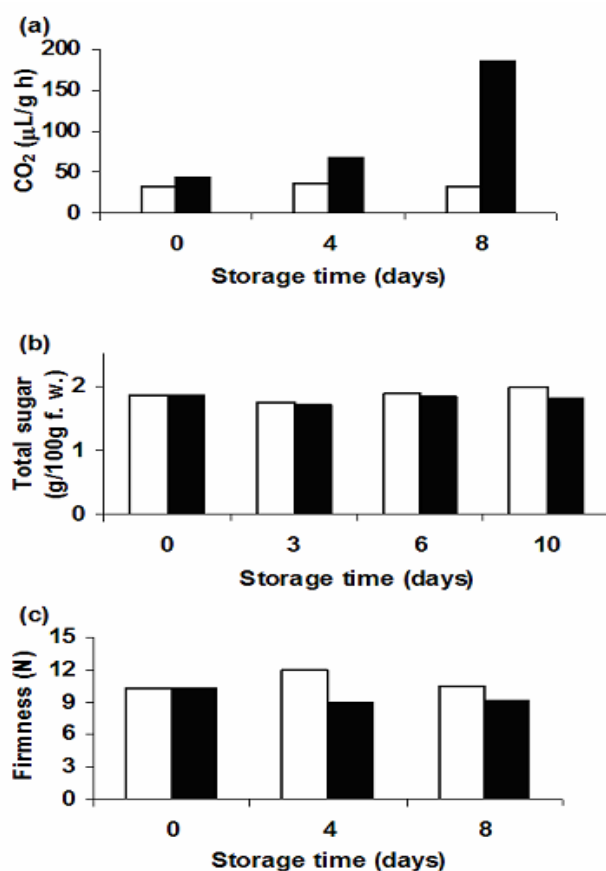 (a)
CO₂ (μL/g h)
200
150
100
50
0
0 4 8
Storage time (days)
(b)
Total sugar
(g/100g f. w.)
2
1
0
0 3 6 10
Storage time (days)
(c)
Firmness (N)
15
12
9
6
3
0
0 4 8
Storage time (days)